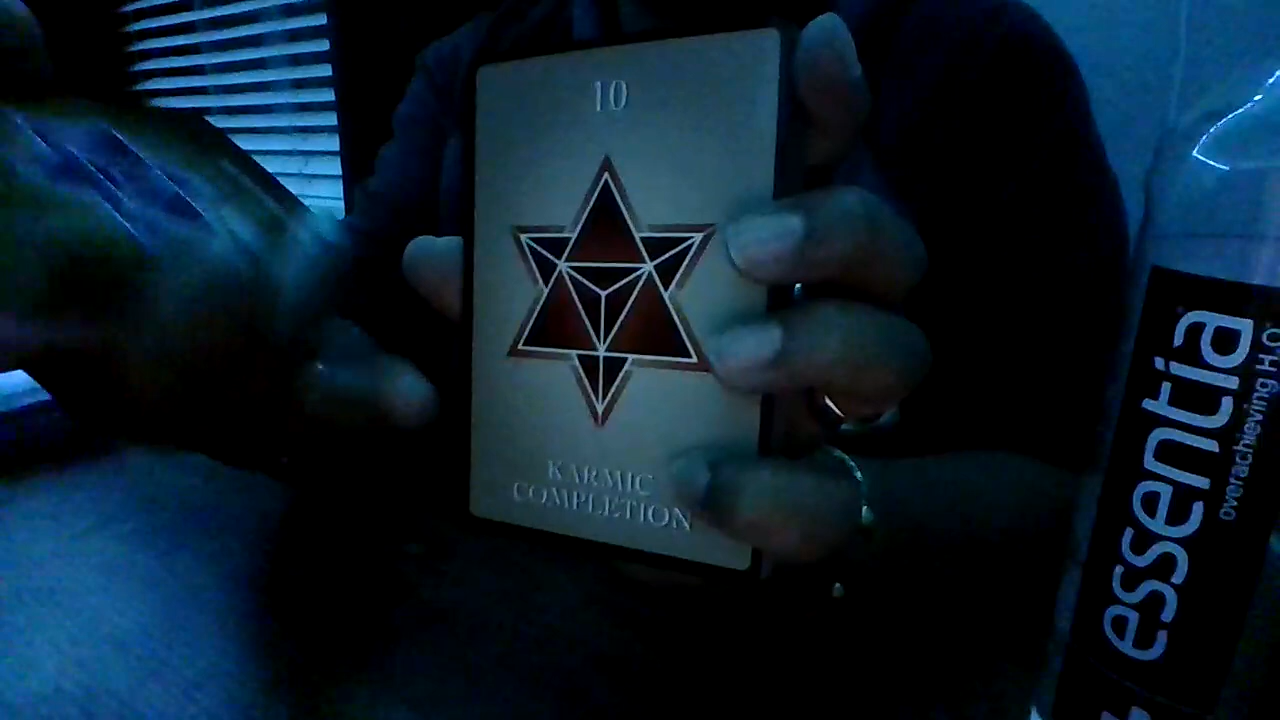 10
KARMIC
COMPLETION
essentia
overachieving H₂O